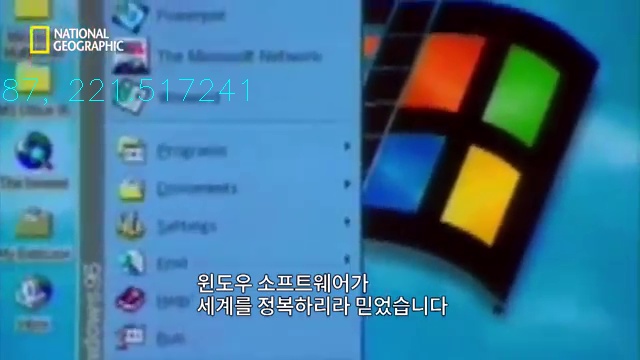 NATIONAL
GEOGRAPHIC
Powerpoint
The Microsoft Network
87, 221 517241
Programs
Documents
The Internet
Settings
Find
Help
Run
윈도우 소프트웨어가
세계를 정복하리라 믿었습니다